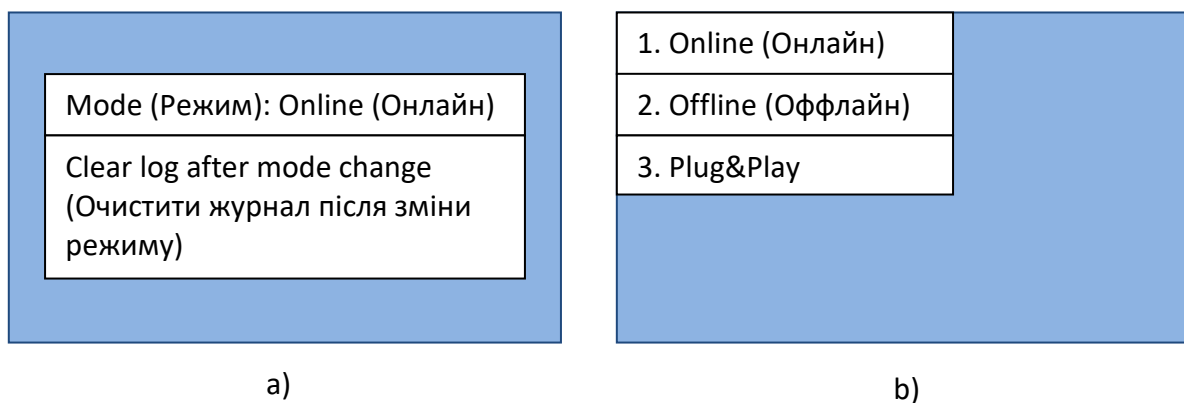 Mode (Режим): Online (Онлайн)
Clear log after mode change
(Очистити журнал після зміни
режиму)
a)
1. Online (Онлайн)
2. Offline (Оффлайн)
3. Plug&Play
b)